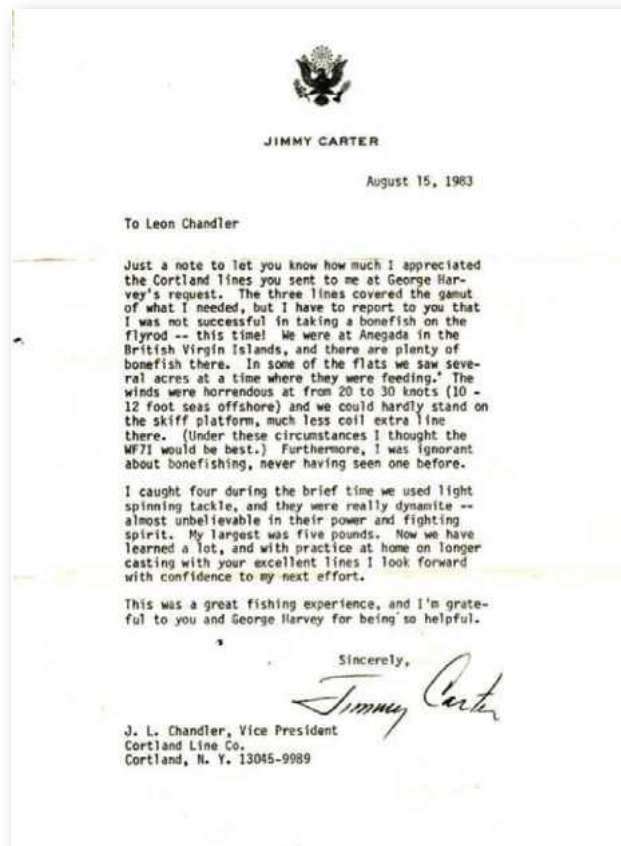 JIMMY CARTER
August 15, 1983
To Leon Chandler
Just a note to let you know how much I appreciated
the Cortland lines you sent to me at George Har-
vey's request. The three lines covered the gamut
of what I needed, but I have to report to you that
I was not successful in taking a bonefish on the
flyrod -- this time! We were at Anegada in the
British Virgin Islands, and there are plenty of
bonefish there. In some of the flats we saw seve-
ral acres at a time where they were feeding. The
winds were horrendous at from 20 to 30 knots (10 -
12 foot seas offshore) and we could hardly stand on
the skiff platform, much less coil extra line
there. (Under these circumstances I thought the
WF7I would be best.) Furthermore, I was ignorant
about bonefishing, never having seen one before.
I caught four during the brief time we used light
spinning tackle, and they were really dynamite --
almost unbelievable in their power and fighting
spirit. My largest was five pounds. Now we have
learned a lot, and with practice at home on longer
casting with your excellent lines I look forward
with confidence to my next effort.
This was a great fishing experience, and I'm grate-
ful to you and George Harvey for being so helpful.
Sincerely,
Jimmy Carter
J. L. Chandler, Vice President
Cortland Line Co.
Cortland, N. Y. 13045-9989